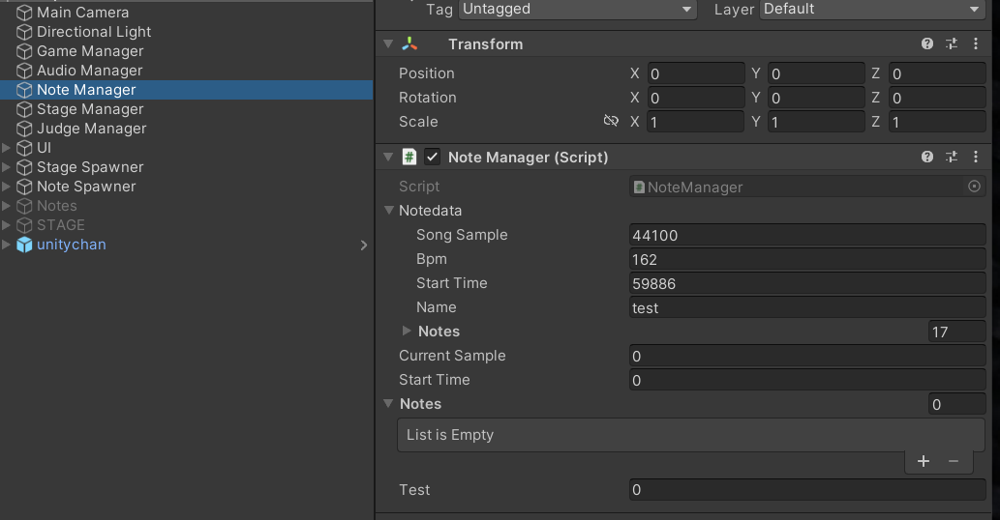 Main Camera
Directional Light
Game Manager
Audio Manager
Note Manager
Stage Manager
Judge Manager
UI
Stage Spawner
Note Spawner
Notes
STAGE
unitychan
Tag Untagged Layer Default
Transform
Position X 0 Y 0 Z 0
Rotation X 0 Y 0 Z 0
Scale X 1 Y 1 Z 1
# Note Manager (Script)
Script NoteManager
Notedata
Song Sample 44100
Bpm 162
Start Time 59886
Name test
Notes 17
Current Sample 0
Start Time 0
Notes 0
List is Empty
Test 0